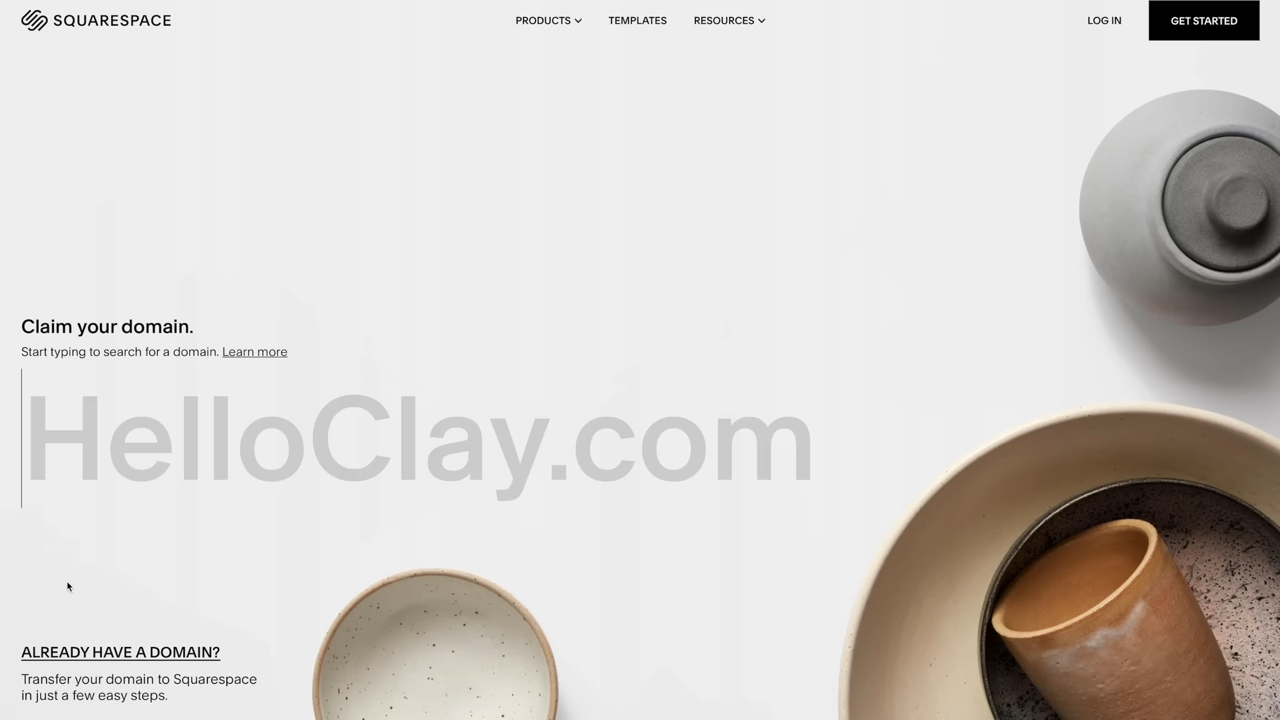 SQUARESPACE
PRODUCTS
TEMPLATES
RESOURCES
LOG IN
GET STARTED
Claim your domain.
Start typing to search for a domain. Learn more
HelloClay.com
ALREADY HAVE A DOMAIN?
Transfer your domain to Squarespace
in just a few easy steps.